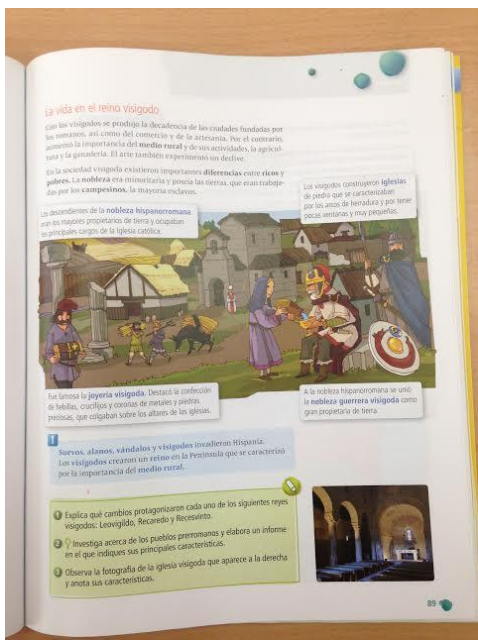 La vida en el reino visigodo
Con los visigodos se produjo la decadencia de las ciudades fundadas por
los romanos, así como del comercio y de la artesanía. Por el contrario,
aumentó la importancia del medio rural y de sus actividades, la agricul-
tura y la ganadería. El arte también experimentó un declive.
En la sociedad visigoda existieron importantes diferencias entre ricos y
pobres. La nobleza era minoritaria y poseía las tierras, que eran trabaja-
das por los campesinos, la mayoría esclavos.
Los descendientes de la nobleza hispanorromana
eran los mayores propietarios de tierra y ocupaban
los principales cargos de la Iglesia católica.
Los visigodos construyeron iglesias
de piedra que se caracterizaban
por los arcos de herradura y por tener
pocas ventanas y muy pequeñas.
Fue famosa la joyería visigoda. Destacó la confección
de hebillas, crucifijos y coronas de metales y piedras
preciosas, que colgaban sobre los altares de las iglesias.
A la nobleza hispanorromana se unió
la nobleza guerrera visigoda como
gran propietaria de tierra.
Suevos, alanos, vándalos y visigodos invadieron Hispania.
Los visigodos crearon un reino en la Península que se caracterizó
por la importancia del medio rural.
1 Explica qué cambios protagonizaron cada uno de los siguientes reyes
visigodos: Leovigildo, Recaredo y Recesvinto.
2 Investiga acerca de los pueblos prerromanos y elabora un informe
en el que indiques sus principales características.
3 Observa la fotografía de la iglesia visigoda que aparece a la derecha
y anota sus características.
89